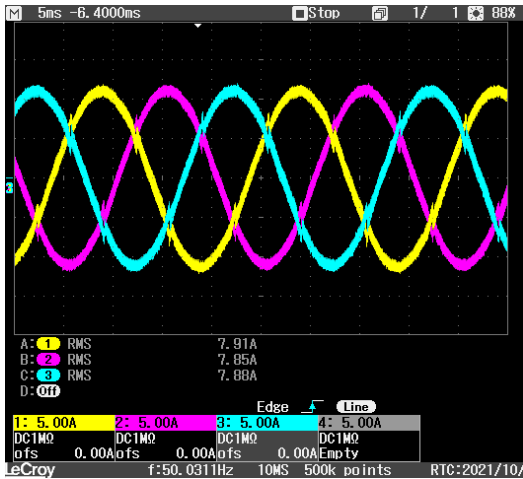 M 5ms -6.4000ms Stop 1/ 1 88%
3
A: 1 RMS 7.91A
B: 2 RMS 7.85A
C: 3 RMS 7.88A
D: Off
Edge Line
1: 5.00A 2: 5.00A 3: 5.00A 4: 5.00A
DC1MΩ DC1MΩ DC1MΩ DC1MΩ
ofs 0.00A ofs 0.00A ofs 0.00A Empty
LeCroy f:50.0311Hz 10MS 500k points RTC:2021/10/